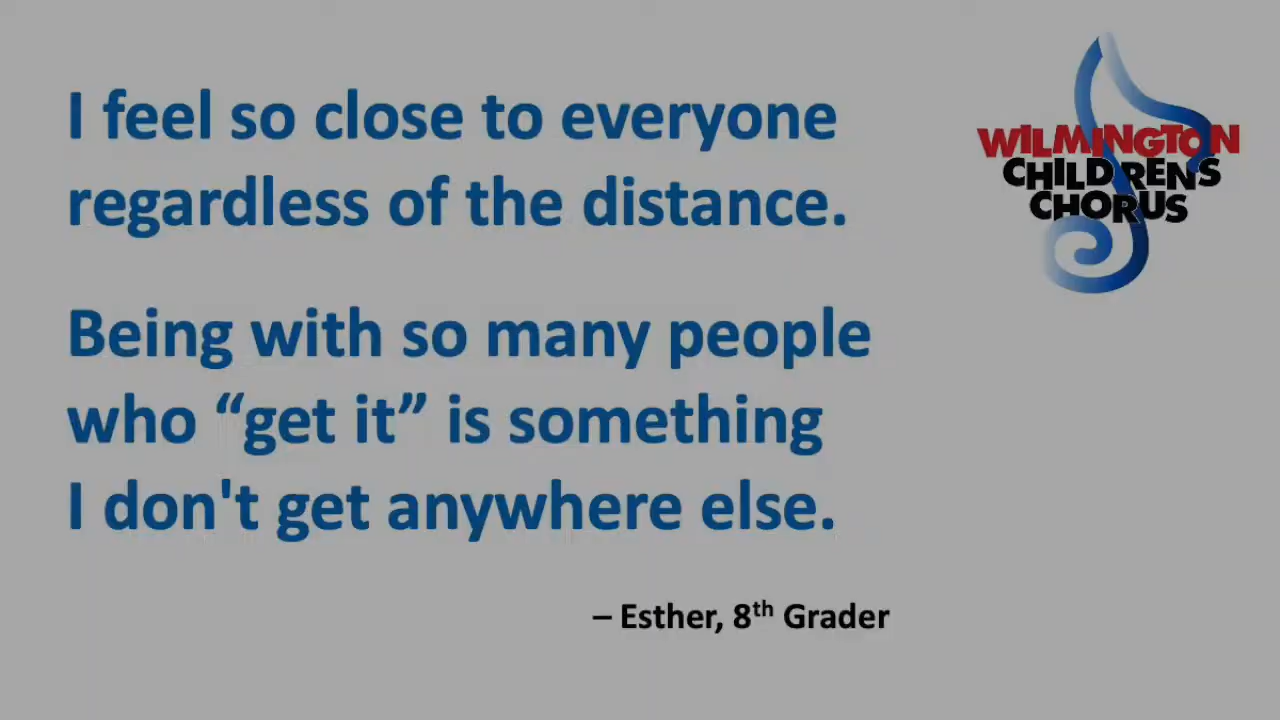 I feel so close to everyone
regardless of the distance.
Being with so many people
who “get it” is something
I don't get anywhere else.
– Esther, 8th Grader
WILMINGTON
CHILDREN'S
CHORUS